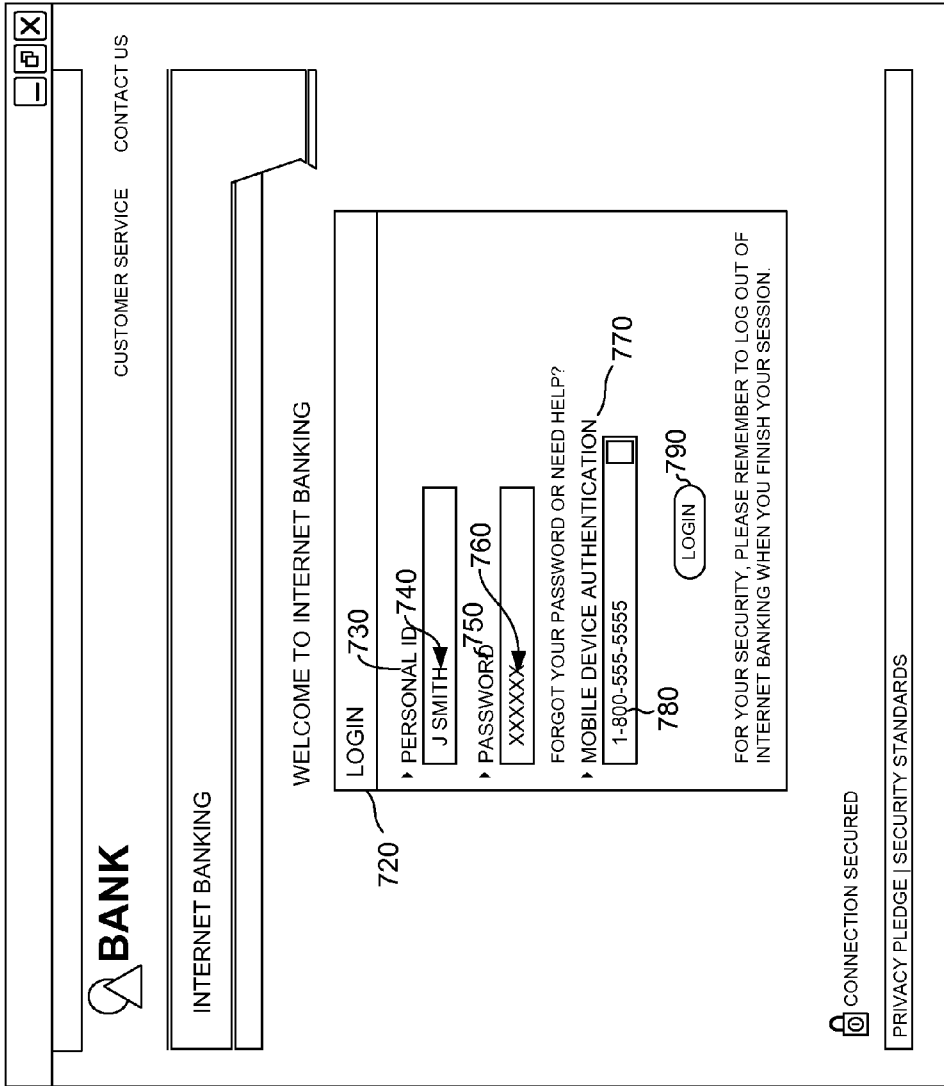 BANK
CUSTOMER SERVICE CONTACT US
INTERNET BANKING
WELCOME TO INTERNET BANKING
720
LOGIN
730
PERSONAL ID
740
J SMITH
PASSWORD
750
760
XXXXXX
FORGOT YOUR PASSWORD OR NEED HELP?
MOBILE DEVICE AUTHENTICATION
770
1-800-555-5555
780
LOGIN
790
FOR YOUR SECURITY, PLEASE REMEMBER TO LOG OUT OF
INTERNET BANKING WHEN YOU FINISH YOUR SESSION.
CONNECTION SECURED
PRIVACY PLEDGE | SECURITY STANDARDS